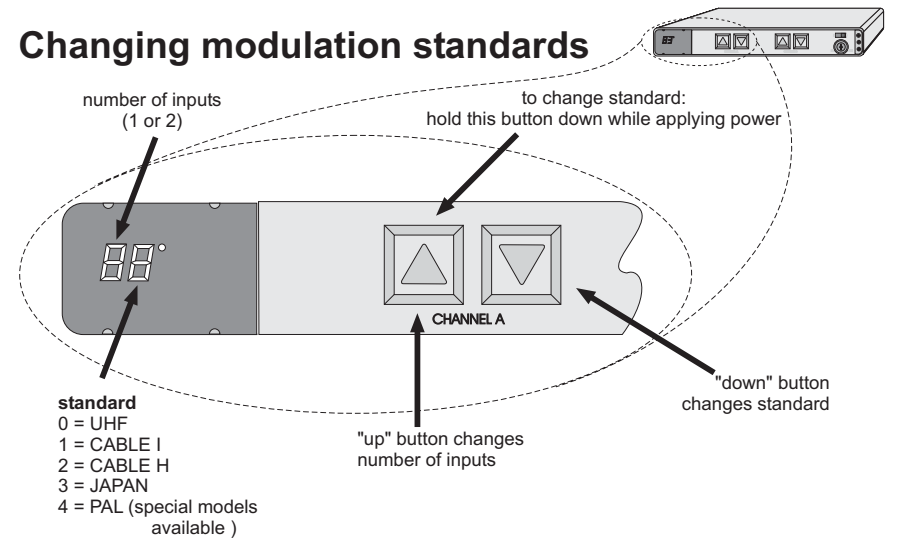 Changing modulation standards
number of inputs
(1 or 2)
to change standard:
hold this button down while applying power
88
CHANNEL A
standard
0 = UHF
1 = CABLE I
2 = CABLE H
3 = JAPAN
4 = PAL (special models
available )
"up" button changes
number of inputs
"down" button
changes standard